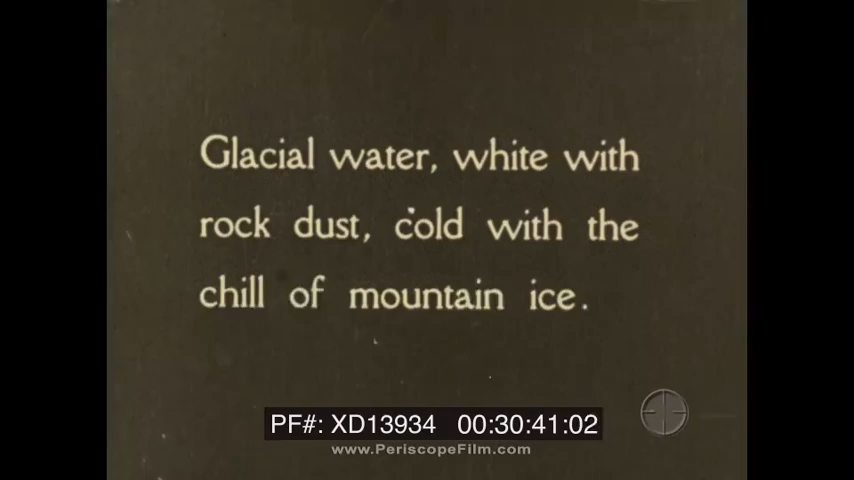 Glacial water, white with
rock dust, cold with the
chill of mountain ice.
PF#: XD13934 00:30:41:02
www.PeriscopeFilm.com